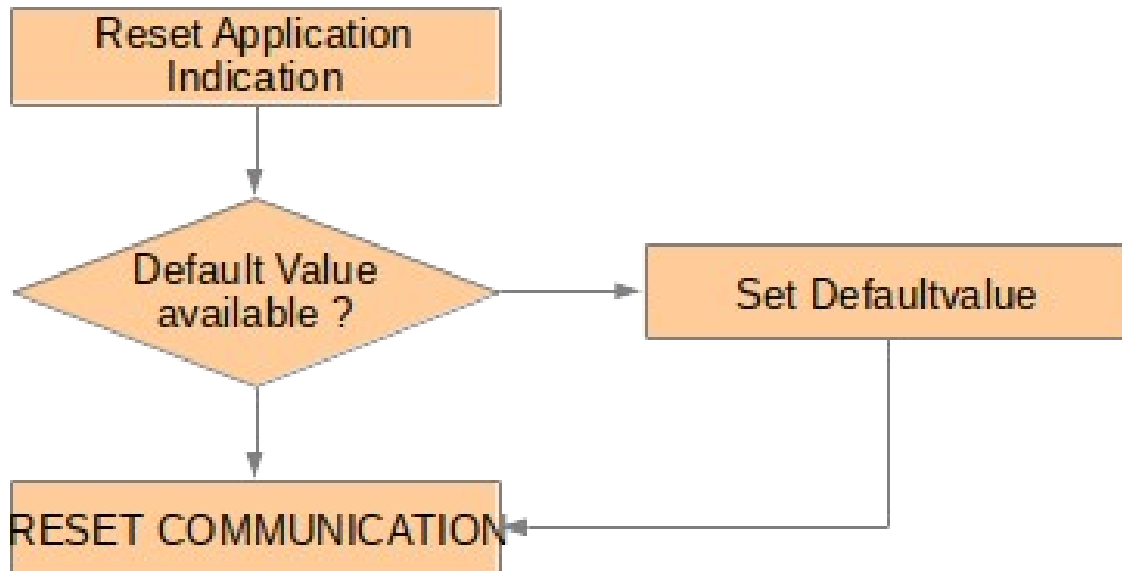 Reset Application
Indication
Default Value
available ?
Set Defaultvalue
RESET COMMUNICATION